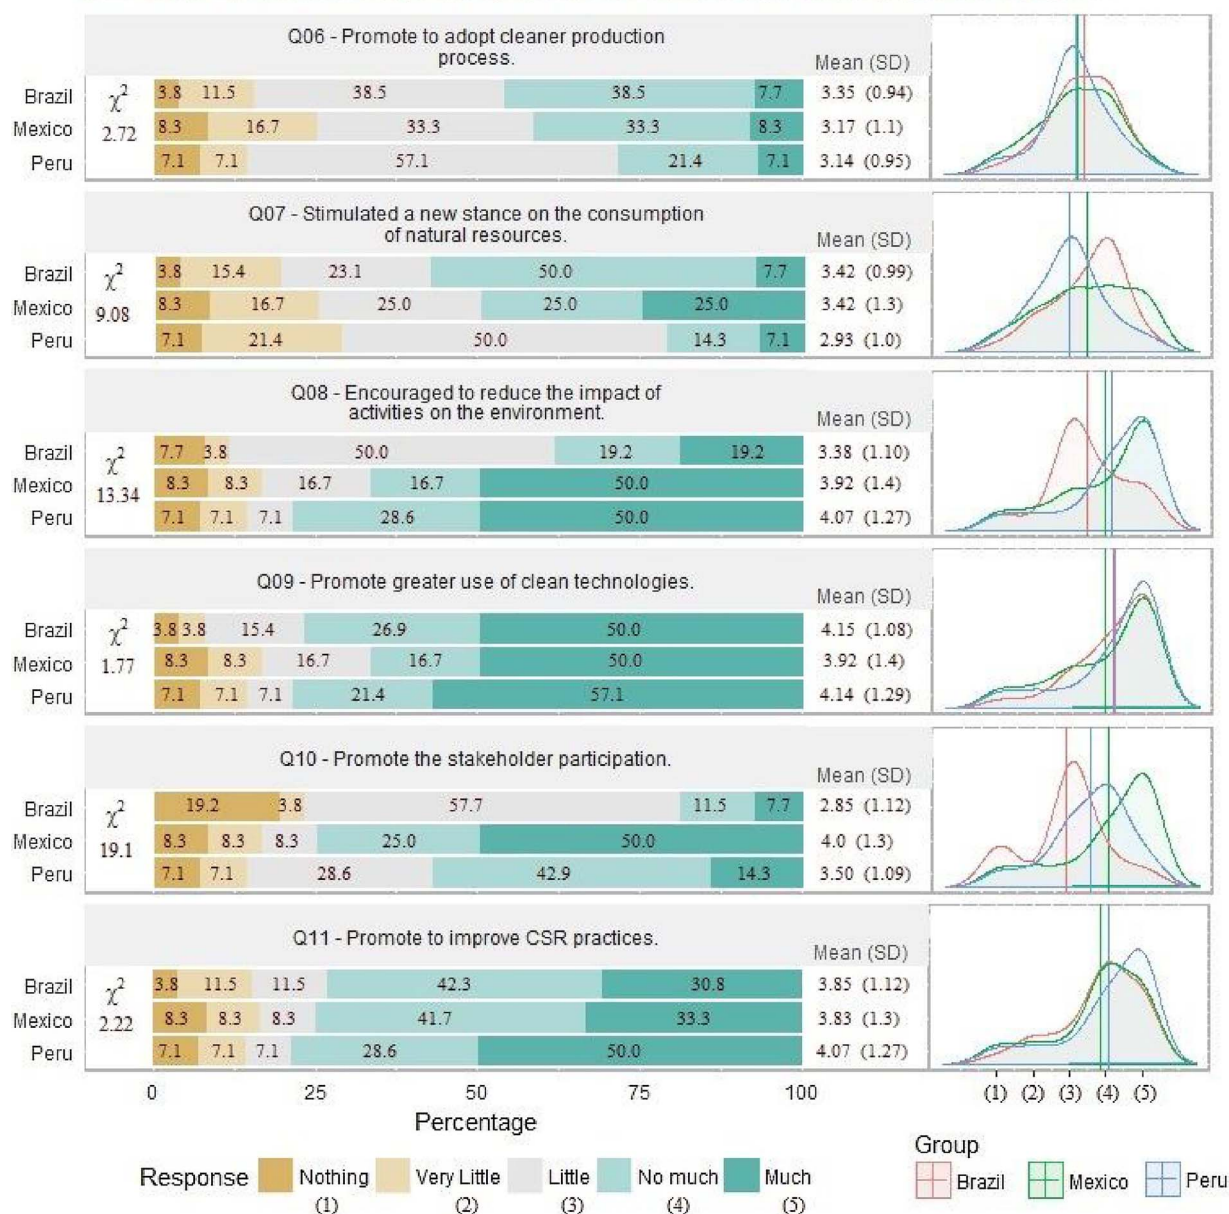 Q06 - Promote to adopt cleaner production
process.
Mean (SD)
Brazil χ² 3.8 11.5 38.5 38.5 7.7 3.35 (0.94)
Mexico 2.72 8.3 16.7 33.3 33.3 8.3 3.17 (1.1)
Peru 7.1 7.1 57.1 21.4 7.1 3.14 (0.95)
Q07 - Stimulated a new stance on the consumption
of natural resources.
Mean (SD)
Brazil χ² 3.8 15.4 23.1 50.0 7.7 3.42 (0.99)
Mexico 9.08 8.3 16.7 25.0 25.0 25.0 3.42 (1.3)
Peru 7.1 21.4 50.0 14.3 7.1 2.93 (1.0)
Q08 - Encouraged to reduce the impact of
activities on the environment.
Mean (SD)
Brazil χ² 7.7 3.8 50.0 19.2 19.2 3.38 (1.10)
Mexico 13.34 8.3 8.3 16.7 16.7 50.0 3.92 (1.4)
Peru 7.1 7.1 7.1 28.6 50.0 4.07 (1.27)
Q09 - Promote greater use of clean technologies.
Mean (SD)
Brazil χ² 3.8 3.8 15.4 26.9 50.0 4.15 (1.08)
Mexico 1.77 8.3 8.3 16.7 16.7 50.0 3.92 (1.4)
Peru 7.1 7.1 7.1 21.4 57.1 4.14 (1.29)
Q10 - Promote the stakeholder participation.
Mean (SD)
Brazil χ² 19.2 3.8 57.7 11.5 7.7 2.85 (1.12)
Mexico 19.1 8.3 8.3 8.3 25.0 50.0 4.0 (1.3)
Peru 7.1 7.1 28.6 42.9 14.3 3.50 (1.09)
Q11 - Promote to improve CSR practices.
Mean (SD)
Brazil χ² 3.8 11.5 11.5 42.3 30.8 3.85 (1.12)
Mexico 2.22 8.3 8.3 8.3 41.7 33.3 3.83 (1.3)
Peru 7.1 7.1 7.1 28.6 50.0 4.07 (1.27)
0 25 50 75 100 (1) (2) (3) (4) (5)
Percentage
Response Nothing Very Little Little No much Much
(1) (2) (3) (4) (5)
Group
Brazil Mexico Peru